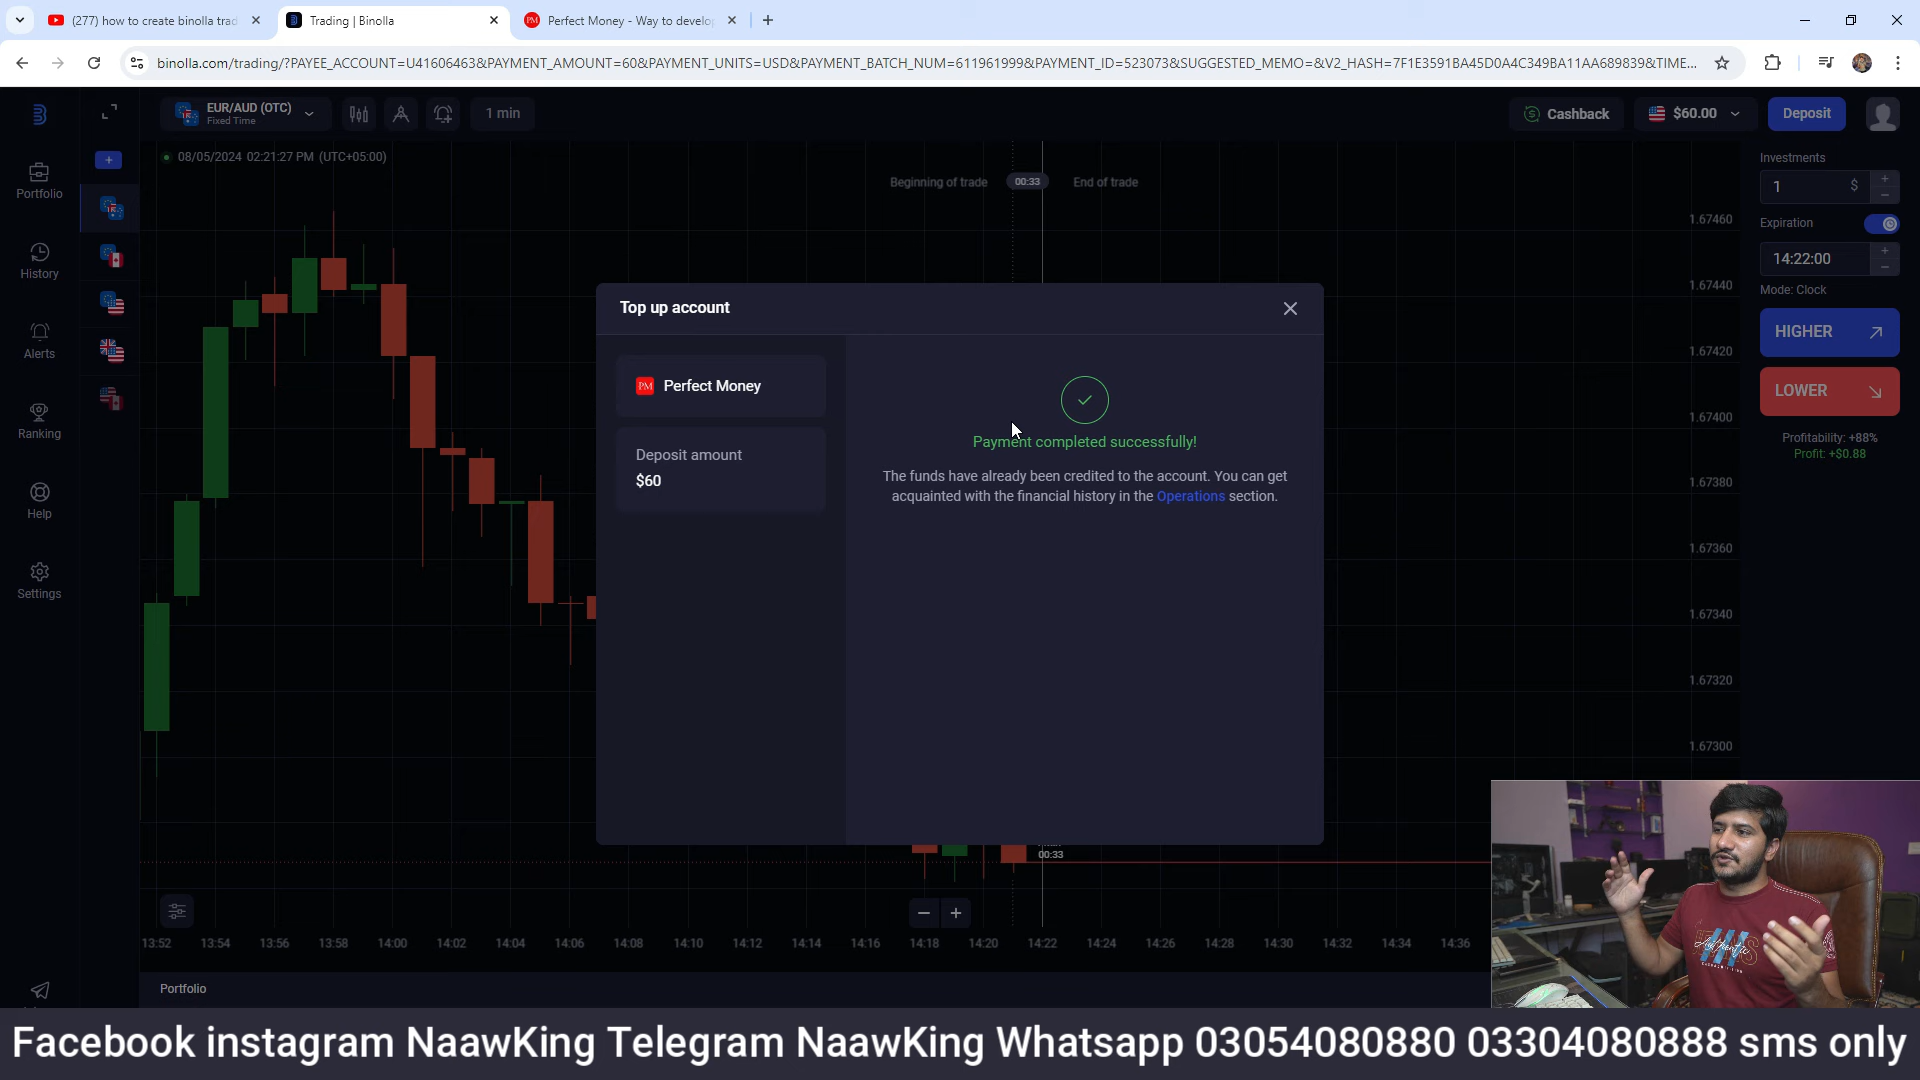 (277) how to create binolla trad
Trading | Binolla
PM
Perfect Money - Way to develop
binolla.com/trading/?PAYEE_ACCOUNT=U41606463&PAYMENT_AMOUNT=60&PAYMENT_UNITS=USD&PAYMENT_BATCH_NUM=611961999&PAYMENT_ID=523073&SUGGESTED_MEMO=&V2_HASH=7F1E3591BA45D0A4C349BA11AA689839&TIME...
EUR/AUD (OTC)
Fixed Time
1 min
Cashback
$60.00
Deposit
08/05/2024 02:21:27 PM (UTC+05:00)
Beginning of trade
00:33
End of trade
Portfolio
History
Alerts
Ranking
Help
Settings
Investments
1
$
Expiration
14:22:00
Mode: Clock
HIGHER
LOWER
Profitability: +88%
Profit: +$0.88
1.67460
1.67440
1.67420
1.67400
1.67380
1.67360
1.67340
1.67320
1.67300
Top up account
PM Perfect Money
Deposit amount
$60
Payment completed successfully!
The funds have already been credited to the account. You can get
acquainted with the financial history in the Operations section.
00:33
13:52 13:54 13:56 13:58 14:00 14:02 14:04 14:06 14:08 14:10 14:12 14:14 14:16 14:18 14:20 14:22 14:24 14:26 14:28 14:30 14:32 14:34 14:36
Portfolio
Authentic
Facebook instagram NaawKing Telegram NaawKing Whatsapp 03054080880 03304080888 sms only